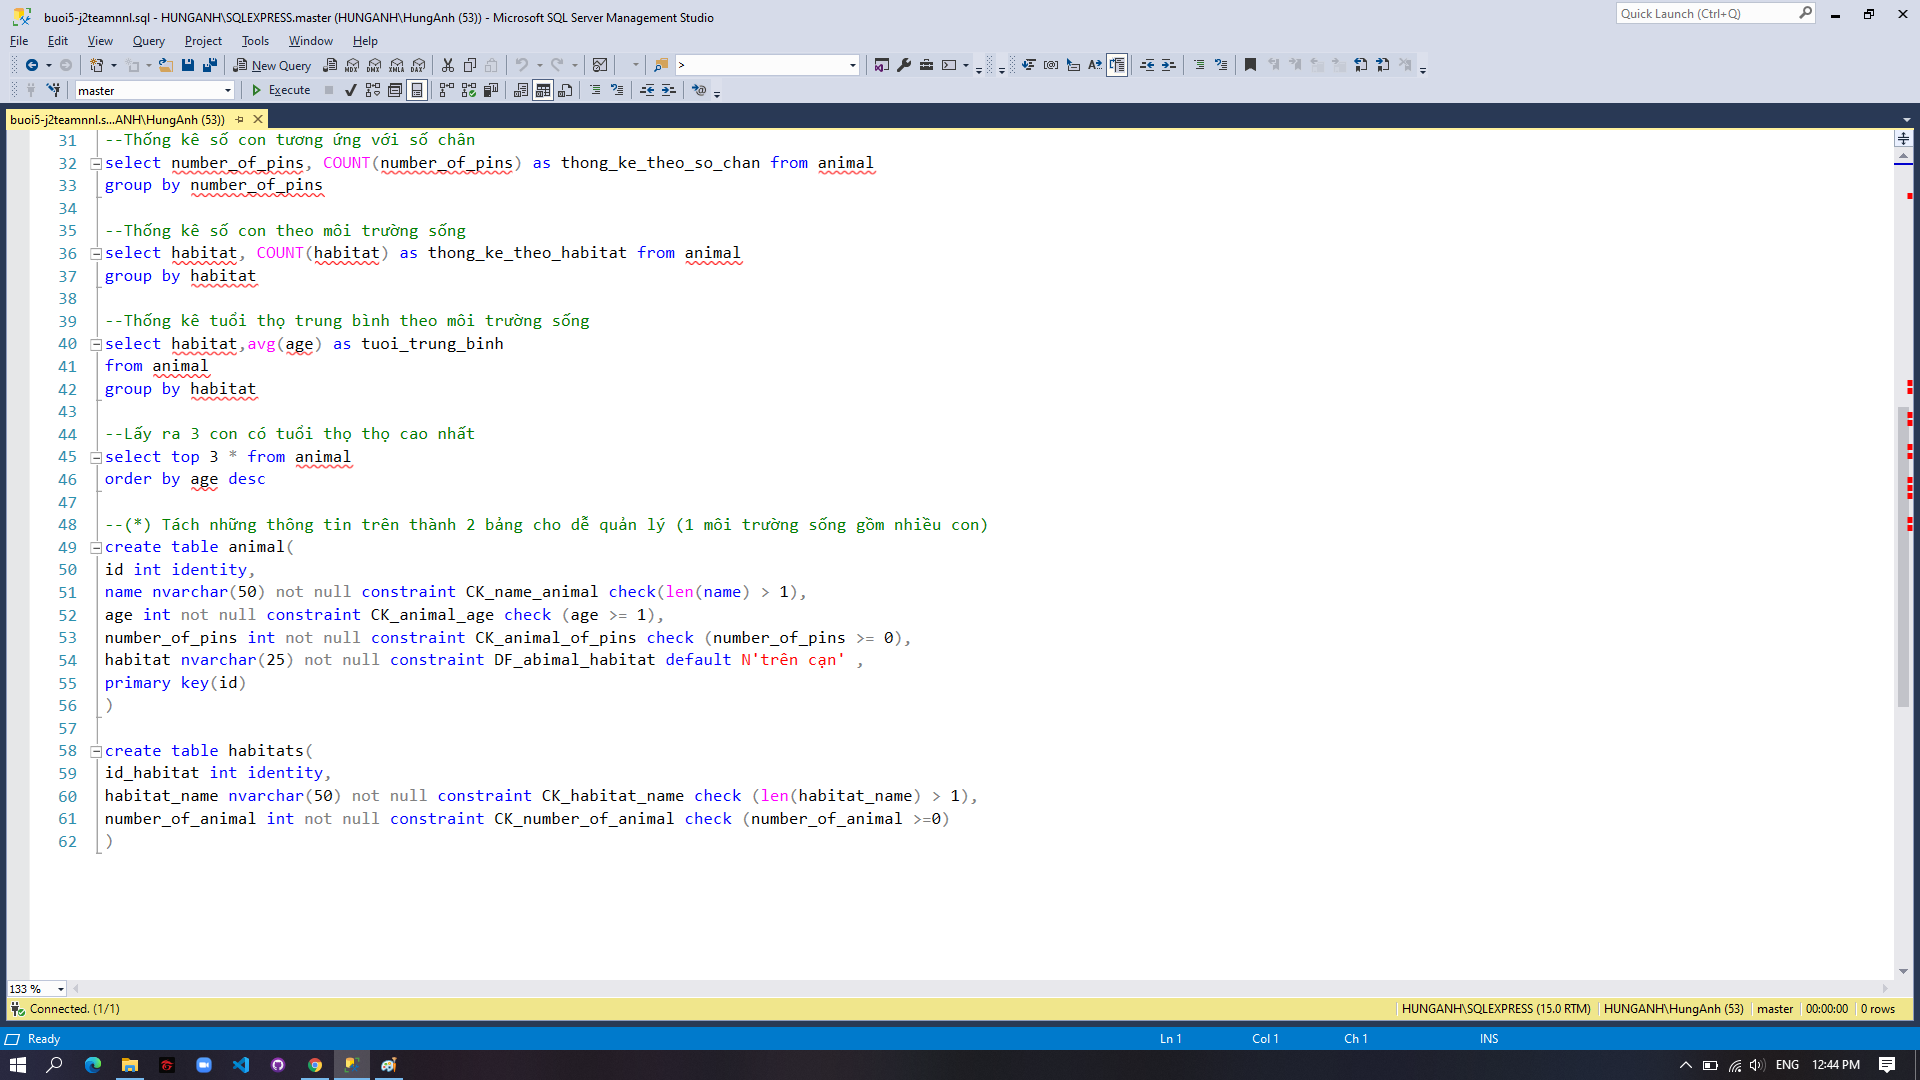 buoi5-j2teamnnl.sql - HUNGANH\SQLEXPRESS.master (HUNGANH\HungAnh (53)) - Microsoft SQL Server Management Studio
Quick Launch (Ctrl+Q)
File Edit View Query Project Tools Window Help
New Query MDX DMX XMLA DAX >
master Execute
buoi5-j2teamnnl.s...ANH\HungAnh (53))
31 --Thống kê số con tương ứng với số chân
32 select number_of_pins, COUNT(number_of_pins) as thong_ke_theo_so_chan from animal
33 group by number_of_pins
34
35 --Thống kê số con theo môi trường sống
36 select habitat, COUNT(habitat) as thong_ke_theo_habitat from animal
37 group by habitat
38
39 --Thống kê tuổi thọ trung bình theo môi trường sống
40 select habitat,avg(age) as tuoi_trung_binh
41 from animal
42 group by habitat
43
44 --Lấy ra 3 con có tuổi thọ thọ cao nhất
45 select top 3 * from animal
46 order by age desc
47
48 --(*) Tách những thông tin trên thành 2 bảng cho dễ quản lý (1 môi trường sống gồm nhiều con)
49 create table animal(
50 id int identity,
51 name nvarchar(50) not null constraint CK_name_animal check(len(name) > 1),
52 age int not null constraint CK_animal_age check (age >= 1),
53 number_of_pins int not null constraint CK_animal_of_pins check (number_of_pins >= 0),
54 habitat nvarchar(25) not null constraint DF_abimal_habitat default N'trên cạn' ,
55 primary key(id)
56 )
57
58 create table habitats(
59 id_habitat int identity,
60 habitat_name nvarchar(50) not null constraint CK_habitat_name check (len(habitat_name) > 1),
61 number_of_animal int not null constraint CK_number_of_animal check (number_of_animal >=0)
62 )
133 %
Connected. (1/1) HUNGANH\SQLEXPRESS (15.0 RTM) HUNGANH\HungAnh (53) master 00:00:00 0 rows
Ready Ln 1 Col 1 Ch 1 INS
ENG 12:44 PM